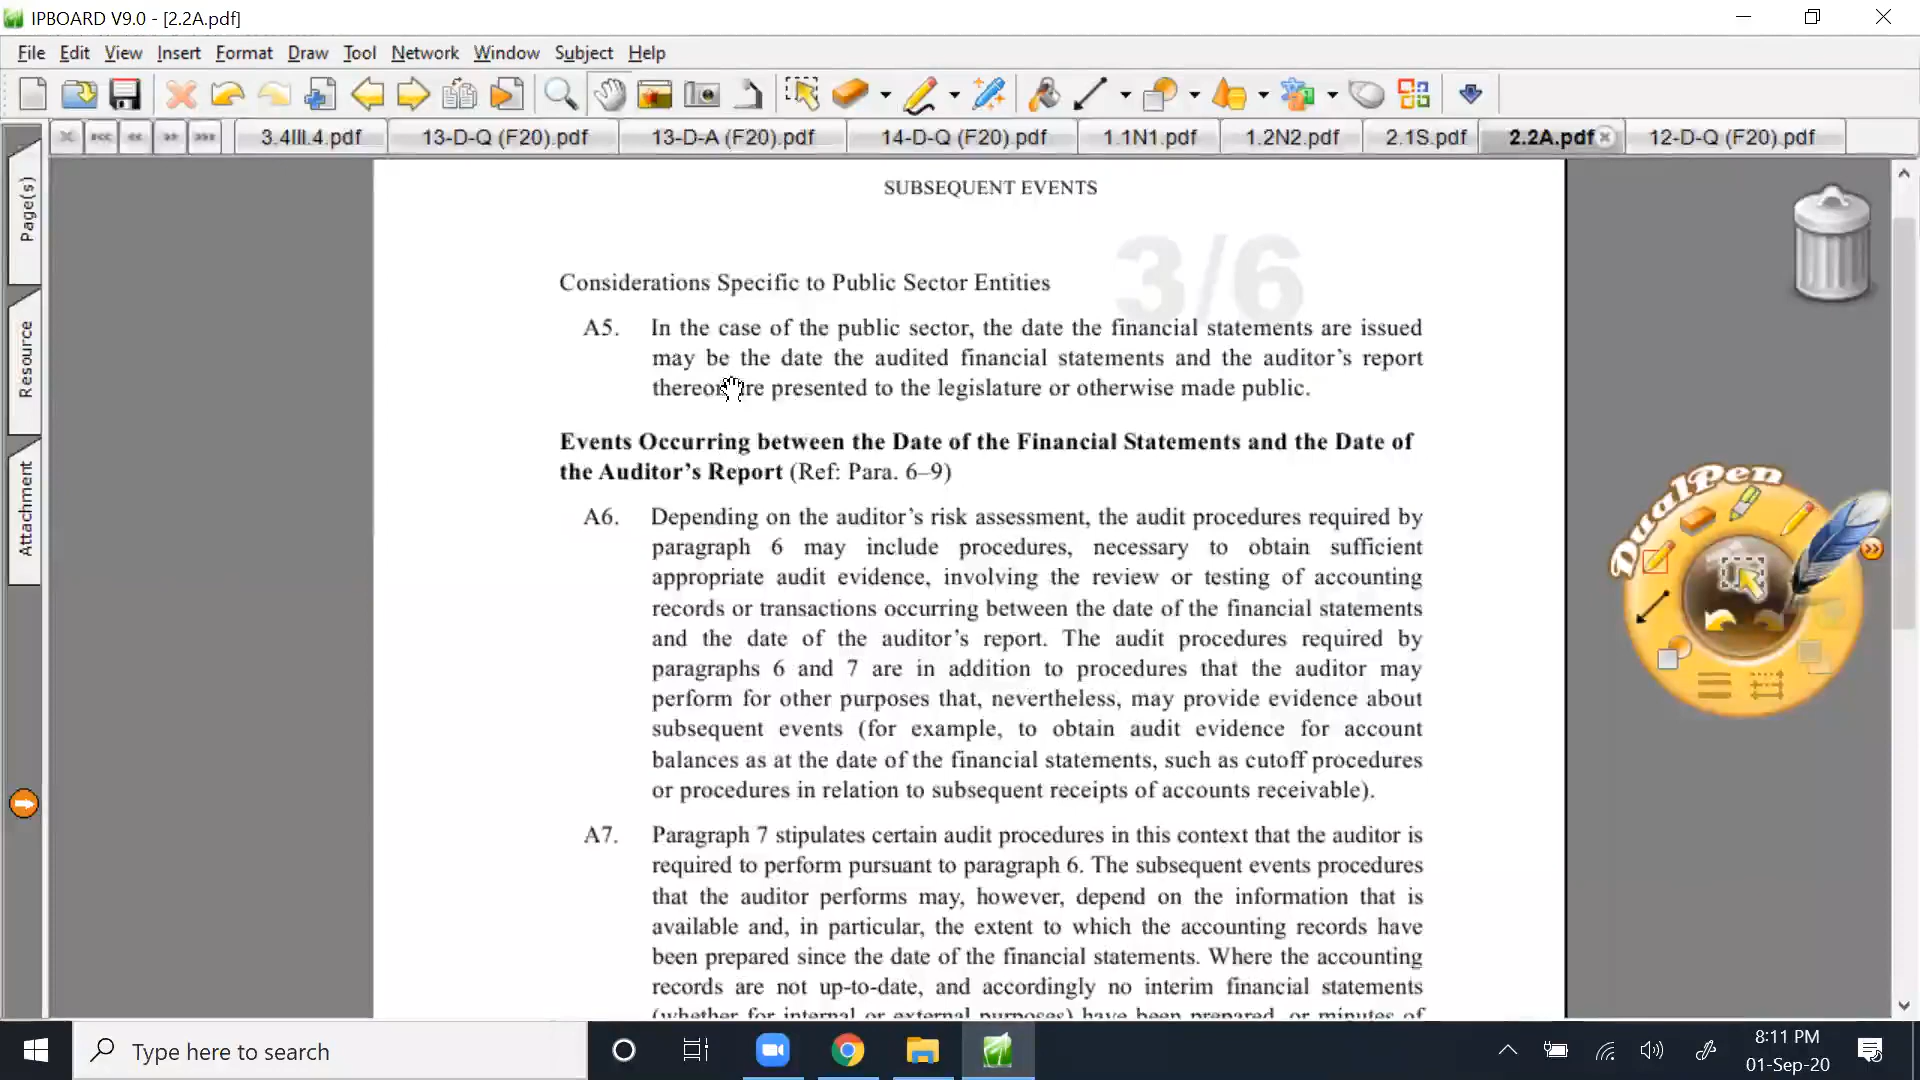 IPBOARD V9.0 - [2.2A.pdf]
File Edit View Insert Format Draw Tool Network Window Subject Help
3.4III.4.pdf 13-D-Q (F20).pdf 13-D-A (F20).pdf 14-D-Q (F20).pdf 1.1N1.pdf 1.2N2.pdf 2.1S.pdf 2.2A.pdf 12-D-Q (F20).pdf
Page(s)
Resource
Attachment
SUBSEQUENT EVENTS
3/6
Considerations Specific to Public Sector Entities
A5. In the case of the public sector, the date the financial statements are issued
may be the date the audited financial statements and the auditor's report
thereon are presented to the legislature or otherwise made public.
Events Occurring between the Date of the Financial Statements and the Date of
the Auditor's Report (Ref: Para. 6–9)
A6. Depending on the auditor's risk assessment, the audit procedures required by
paragraph 6 may include procedures, necessary to obtain sufficient
appropriate audit evidence, involving the review or testing of accounting
records or transactions occurring between the date of the financial statements
and the date of the auditor's report. The audit procedures required by
paragraphs 6 and 7 are in addition to procedures that the auditor may
perform for other purposes that, nevertheless, may provide evidence about
subsequent events (for example, to obtain audit evidence for account
balances as at the date of the financial statements, such as cutoff procedures
or procedures in relation to subsequent receipts of accounts receivable).
A7. Paragraph 7 stipulates certain audit procedures in this context that the auditor is
required to perform pursuant to paragraph 6. The subsequent events procedures
that the auditor performs may, however, depend on the information that is
available and, in particular, the extent to which the accounting records have
been prepared since the date of the financial statements. Where the accounting
records are not up-to-date, and accordingly no interim financial statements
(whether for internal or external purposes) have been prepared, or minutes of
DualPen
Type here to search
8:11 PM
01-Sep-20